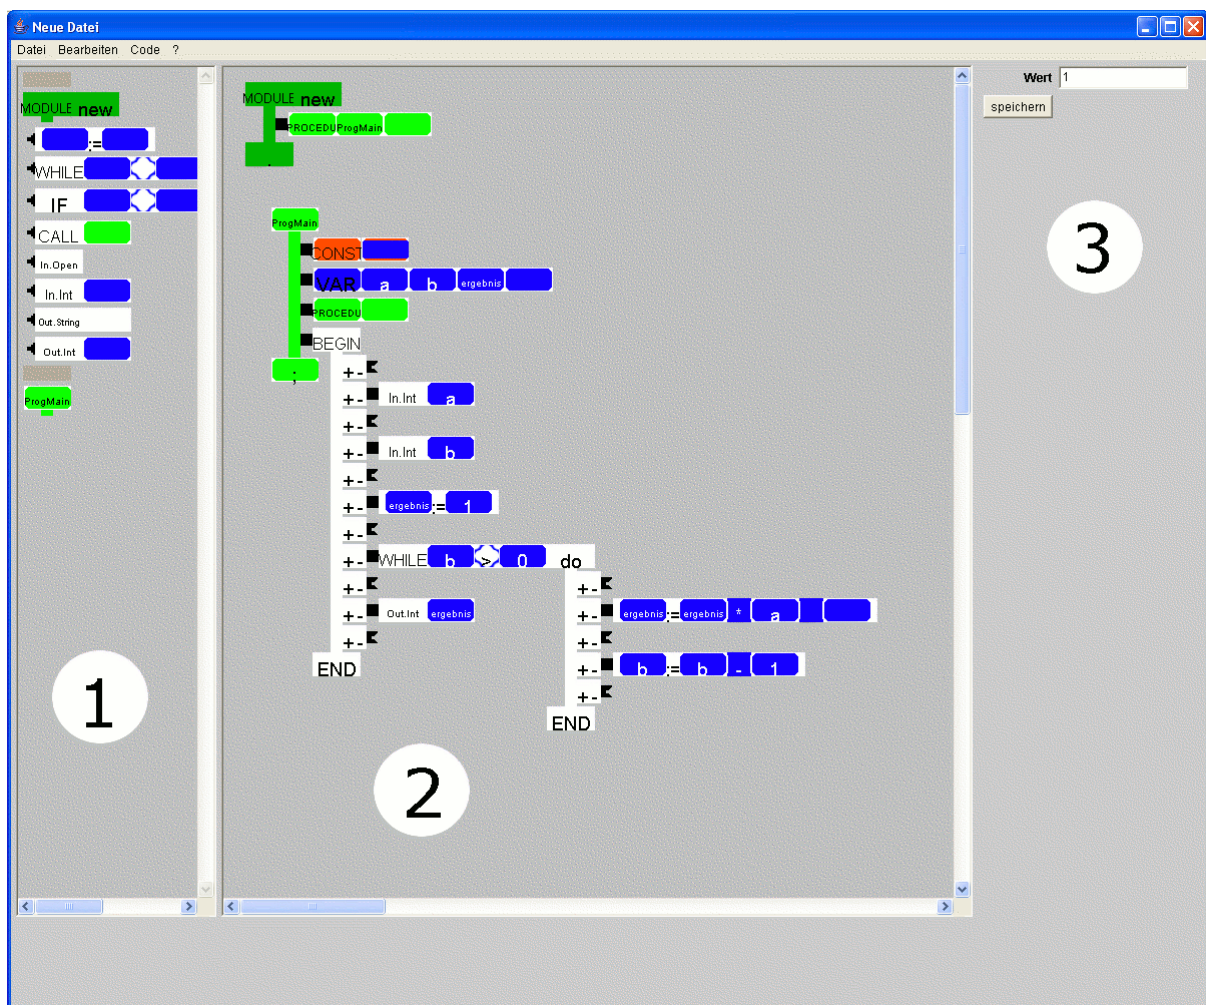 Neue Datei
Datei Bearbeiten Code ?
MODULE new
:=
WHILE
IF
CALL
In.Open
In.Int
Out.String
Out.Int
ProgMain
1
MODULE new
PROCEDU ProgMain
.
ProgMain
CONST
VAR a b ergebnis
PROCEDU
BEGIN
;
+ -
+ - In.Int a
+ -
+ - In.Int b
+ -
+ - ergebnis := 1
+ -
+ - WHILE b > 0 do
+ -
+ - ergebnis := ergebnis * a
+ -
+ - b := b - 1
+ -
END
+ -
+ - Out.Int ergebnis
+ -
END
2
Wert 1
speichern
3